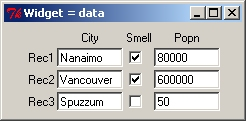 Widget = data
City Smell Popn
Rec1 Nanaimo 80000
Rec2 Vancouver 600000
Rec3 Spuzzum 50